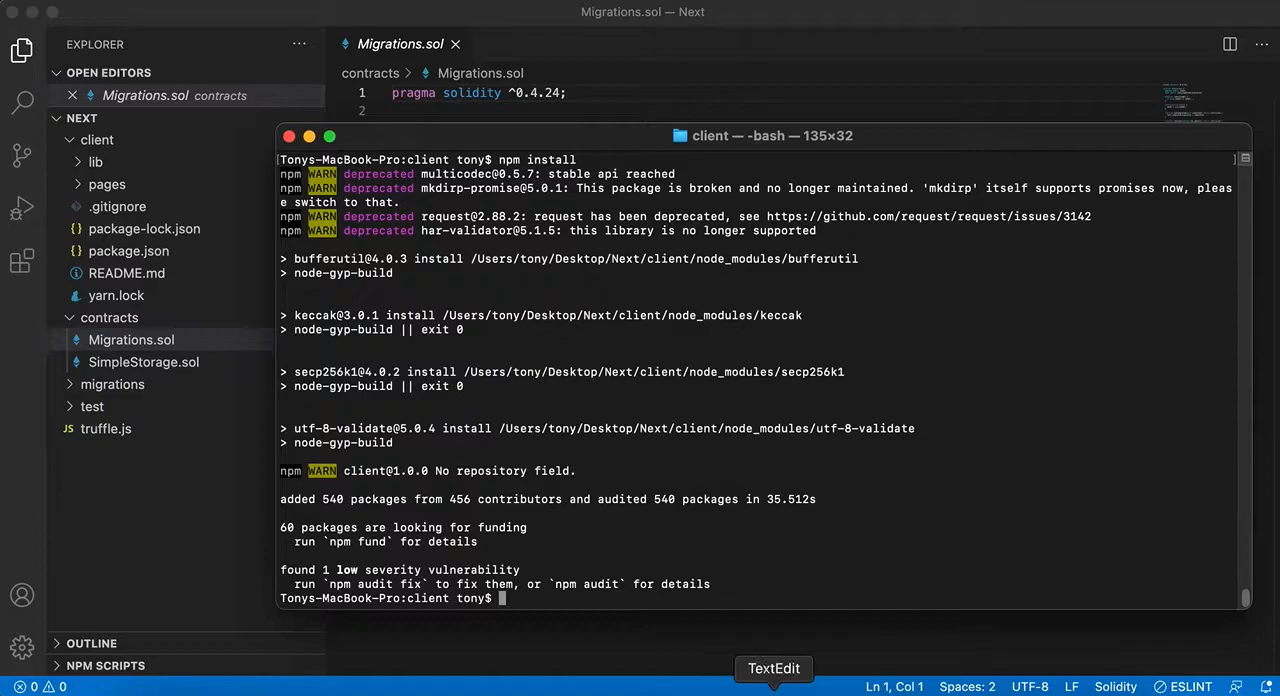 Migrations.sol — Next
EXPLORER
OPEN EDITORS
Migrations.sol contracts
NEXT
client
lib
pages
.gitignore
package-lock.json
package.json
README.md
yarn.lock
contracts
Migrations.sol
SimpleStorage.sol
migrations
test
JS truffle.js
OUTLINE
NPM SCRIPTS
Migrations.sol
contracts > Migrations.sol
1 pragma solidity ^0.4.24;
2
client — -bash — 135×32
[Tonys-MacBook-Pro:client tony$ npm install ]
npm WARN deprecated multicodec@0.5.7: stable api reached
npm WARN deprecated mkdirp-promise@5.0.1: This package is broken and no longer maintained. 'mkdirp' itself supports promises now, pleas
e switch to that.
npm WARN deprecated request@2.88.2: request has been deprecated, see https://github.com/request/request/issues/3142
npm WARN deprecated har-validator@5.1.5: this library is no longer supported
> bufferutil@4.0.3 install /Users/tony/Desktop/Next/client/node_modules/bufferutil
> node-gyp-build
> keccak@3.0.1 install /Users/tony/Desktop/Next/client/node_modules/keccak
> node-gyp-build || exit 0
> secp256k1@4.0.2 install /Users/tony/Desktop/Next/client/node_modules/secp256k1
> node-gyp-build || exit 0
> utf-8-validate@5.0.4 install /Users/tony/Desktop/Next/client/node_modules/utf-8-validate
> node-gyp-build
npm WARN client@1.0.0 No repository field.
added 540 packages from 456 contributors and audited 540 packages in 35.512s
60 packages are looking for funding
run `npm fund` for details
found 1 low severity vulnerability
run `npm audit fix` to fix them, or `npm audit` for details
Tonys-MacBook-Pro:client tony$
TextEdit
0 0
Ln 1, Col 1 Spaces: 2 UTF-8 LF Solidity ESLINT